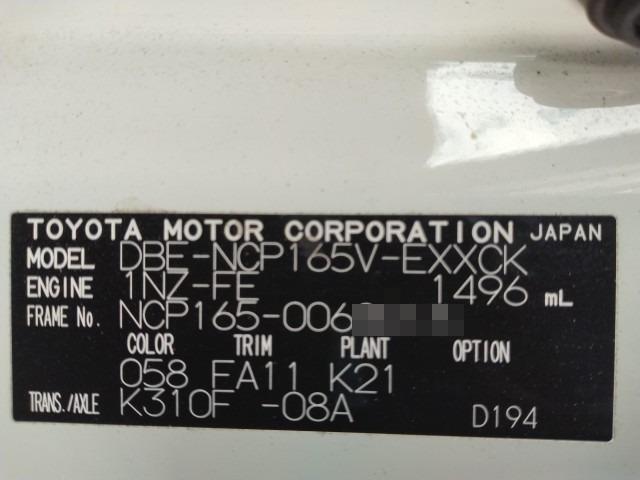 TOYOTA MOTOR CORPORATION JAPAN
MODEL DBE-NCP165V-EXXCK
ENGINE 1NZ-FE 1496 mL
FRAME No. NCP165-006
COLOR TRIM PLANT OPTION
058 FA11 K21
TRANS./AXLE K310F -08A D194